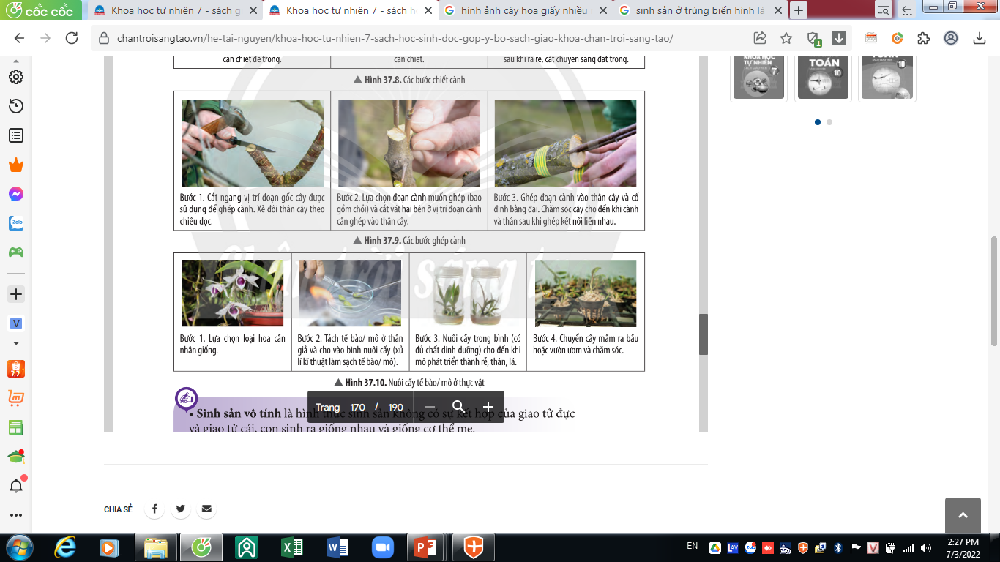 cốc cốc
Khoa học tự nhiên 7 - sách g
Khoa học tự nhiên 7 - sách h
hình ảnh cây hoa giấy nhiều
sinh sản ở trùng biến hình là
chantroisangtao.vn/he-tai-nguyen/khoa-hoc-tu-nhien-7-sach-hoc-sinh-doc-gop-y-bo-sach-giao-khoa-chan-troi-sang-tao/
1
cần chiết để trồng.
cần chiết.
sau khi ra rễ, cắt chuyển sang đất trồng.
▲ Hình 37.8. Các bước chiết cành
KHOA HỌC
TỰ NHIÊN
7
TOÁN
10
10
Bước 1. Cắt ngang vị trí đoạn gốc cây được
sử dụng để ghép cành. Xẻ đôi thân cây theo
chiều dọc.
Bước 2. Lựa chọn đoạn cành muốn ghép (bao
gồm chồi) và cắt vát hai bên ở vị trí đoạn cành
cần ghép vào thân cây.
Bước 3. Ghép đoạn cành vào thân cây và cố
định bằng đai. Chăm sóc cây cho đến khi cành
và thân sau khi ghép kết nối liền nhau.
▲ Hình 37.9. Các bước ghép cành
Bước 1. Lựa chọn loại hoa cần
nhân giống.
Bước 2. Tách tế bào/ mô ở thân
giả và cho vào bình nuôi cấy (xử
lí kĩ thuật làm sạch tế bào/ mô).
Bước 3. Nuôi cấy trong bình (có
đủ chất dinh dưỡng) cho đến khi
mô phát triển thành rễ, thân, lá.
Bước 4. Chuyển cây mầm ra bầu
hoặc vườn ươm và chăm sóc.
▲ Hình 37.10. Nuôi cấy tế bào/ mô ở thực vật
Trang 170 / 190
• Sinh sản vô tính là hình thức sinh sản không có sự kết hợp của giao tử đực
và giao tử cái, con sinh ra giống nhau và giống cơ thể mẹ.
Zalo
V
7.7
CHIA SẺ
EN
LAV
Zalo
V
2:27 PM
7/3/2022